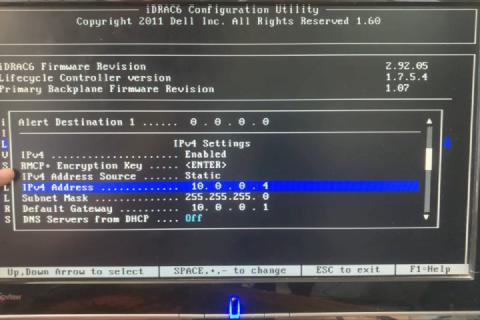 iDRAC6 Configuration Utility
Copyright 2011 Dell Inc. All Rights Reserved 1.60
iDRAC6 Firmware Revision 2.92.05
Lifecycle Controller version 1.7.5.4
Primary Backplane Firmware Revision 1.07
Alert Destination 1 ...... 0 . 0 . 0 . 0
IPv4 Settings
IPv4 ..................... Enabled
RMCP+ Encryption Key ..... <ENTER>
IPv4 Address Source ...... Static
IPv4 Address ............. 10. 0 . 0 . 4
Subnet Mask .............. 255.255.255. 0
Default Gateway .......... 10. 0 . 0 . 1
DNS Servers from DHCP .... Off
Up,Down Arrow to select
SPACE,+,- to change
ESC to exit
F1=Help